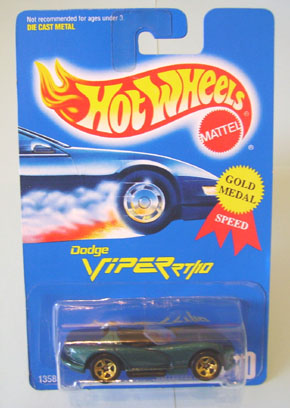 Not recommended for ages under 3.
DIE CAST METAL
HOT WHEELS
MATTEL
GOLD
MEDAL
SPEED
Dodge
VIPER RT/10
1358